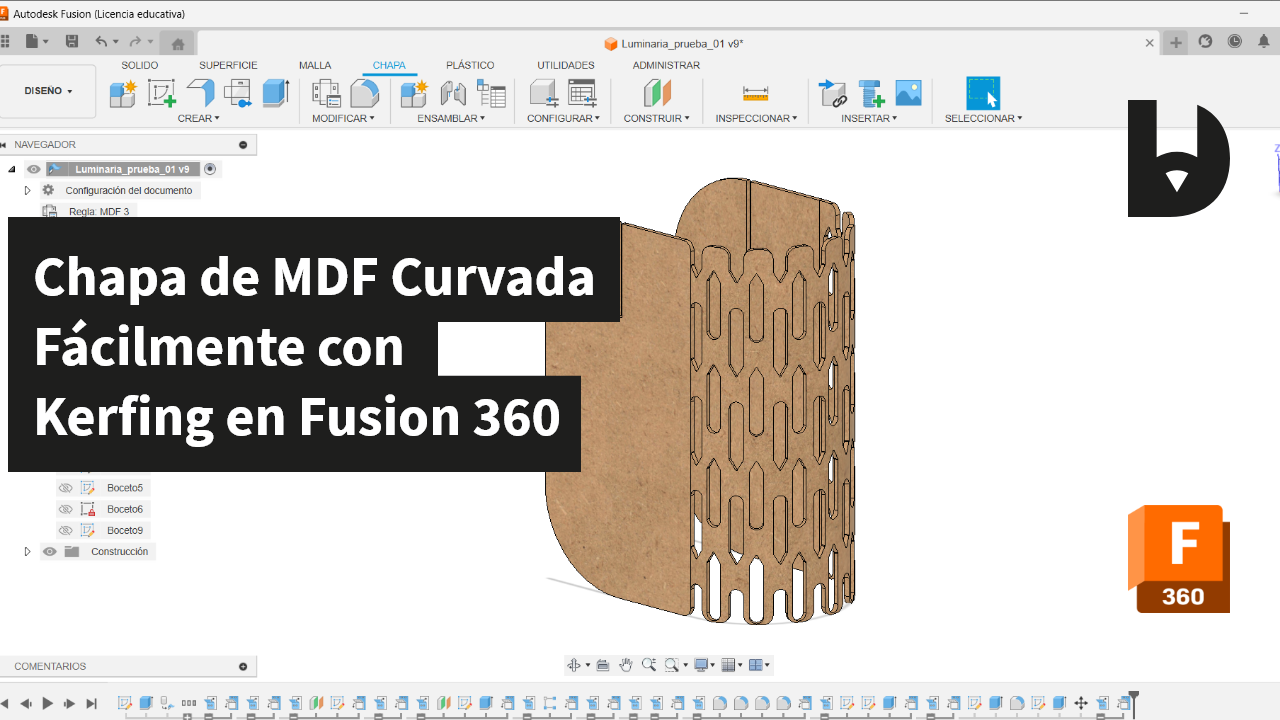 Autodesk Fusion (Licencia educativa)
Luminaria_prueba_01 v9*
SOLIDO SUPERFICIE MALLA CHAPA PLÁSTICO UTILIDADES ADMINISTRAR
DISEÑO
CREAR MODIFICAR ENSAMBLAR CONFIGURAR CONSTRUIR INSPECCIONAR INSERTAR SELECCIONAR
NAVEGADOR
Luminaria_prueba_01 v9
Configuración del documento
Regla: MDF 3
Chapa de MDF Curvada
Fácilmente con
Kerfing en Fusion 360
Boceto5
Boceto6
Boceto9
Construcción
F
360
COMENTARIOS